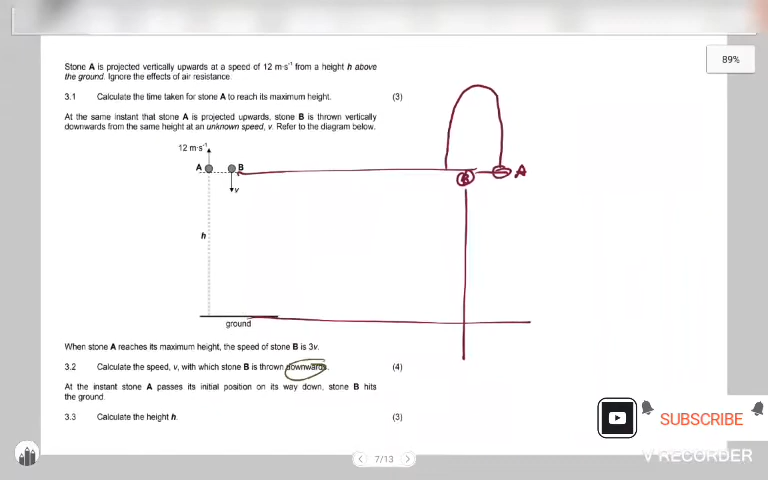 89%
Stone A is projected vertically upwards at a speed of 12 m·s⁻¹ from a height h above
the ground. Ignore the effects of air resistance.
3.1 Calculate the time taken for stone A to reach its maximum height. (3)
At the same instant that stone A is projected upwards, stone B is thrown vertically
downwards from the same height at an unknown speed, v. Refer to the diagram below.
12 m·s⁻¹
A B
v
B A
h
ground
When stone A reaches its maximum height, the speed of stone B is 3v.
3.2 Calculate the speed, v, with which stone B is thrown downwards. (4)
At the instant stone A passes its initial position on its way down, stone B hits
the ground.
3.3 Calculate the height h. (3)
SUBSCRIBE
V RECORDER
7/13